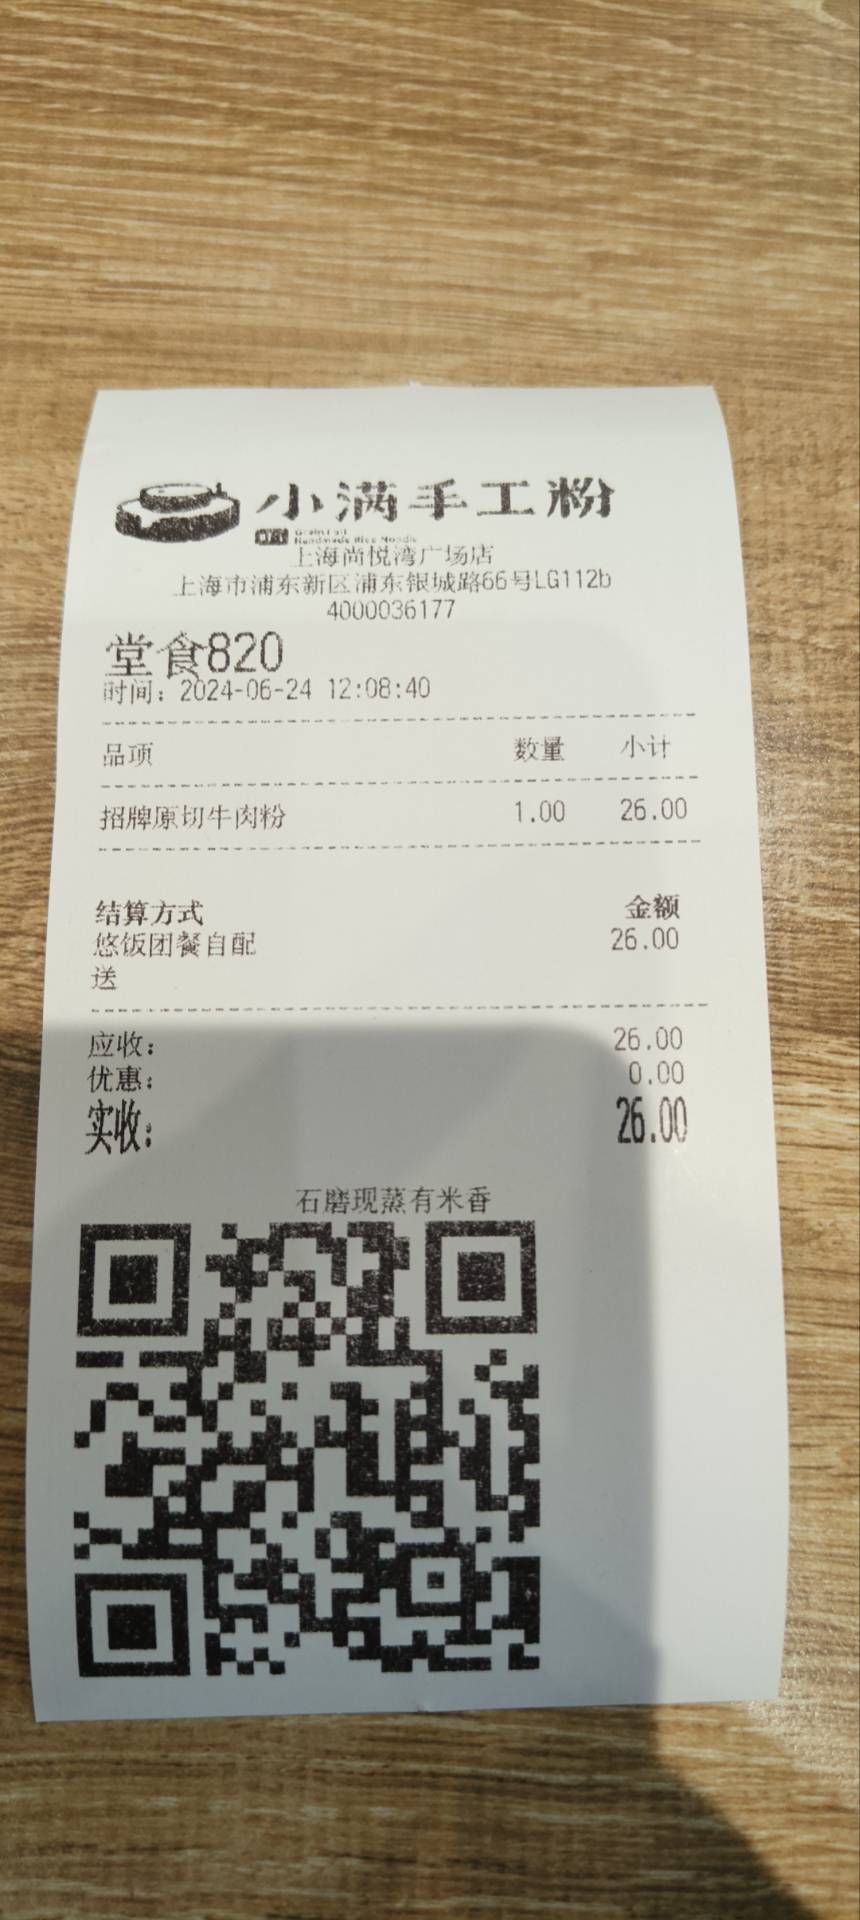 小满手工粉
Grain Full
Handmade Rice Noodle
上海尚悦湾广场店
上海市浦东新区浦东银城路66号LG112b
4000036177
堂食820
时间：2024-06-24 12:08:40
品项 数量 小计
招牌原切牛肉粉 1.00 26.00
结算方式 金额
悠饭团餐自配 26.00
送
应收： 26.00
优惠： 0.00
实收： 26.00
石磨现蒸有米香